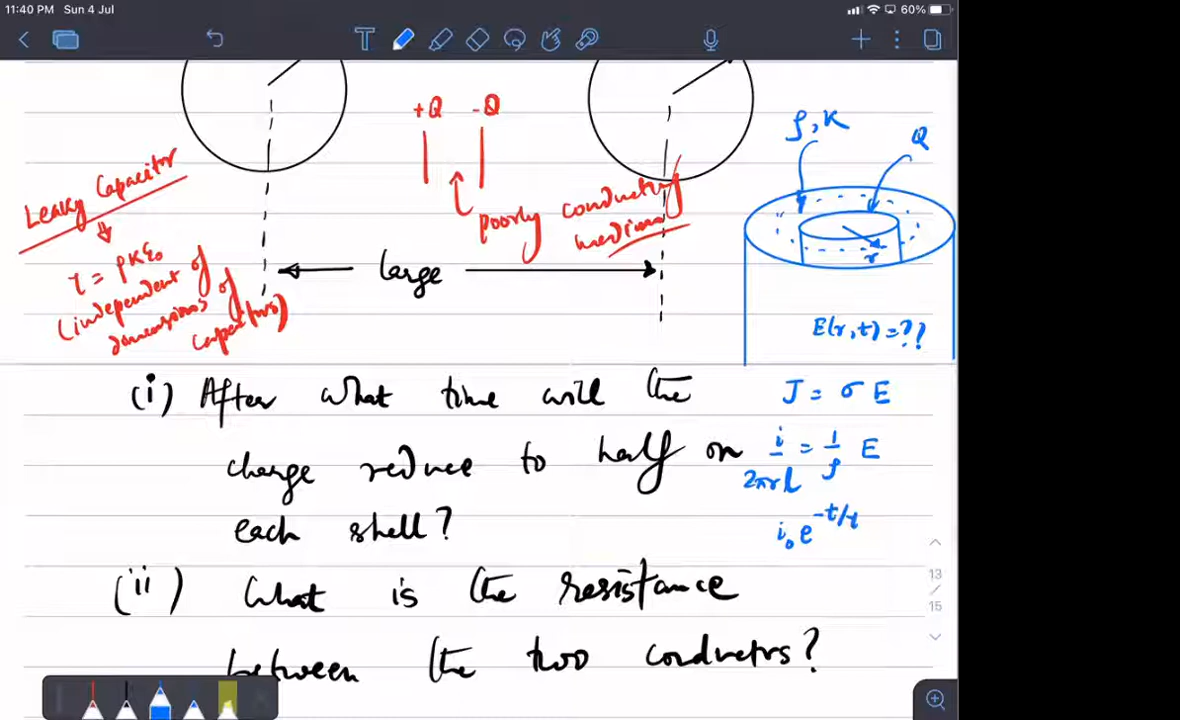 11:40 PM Sun 4 Jul
60%
+Q -Q
ρ, K
Q
Leaky Capacitor
poorly conducting
medium
τ = ρKε₀
(independent of
dimensions of
capacitors)
large
r
E(r,t) = ??
(i) After what time will the
charge reduce to half on
each shell?
J = σ E
i/2πrl = 1/ρ E
i₀ e^-t/τ
(ii) What is the resistance
between the two conductors?
13
/
15